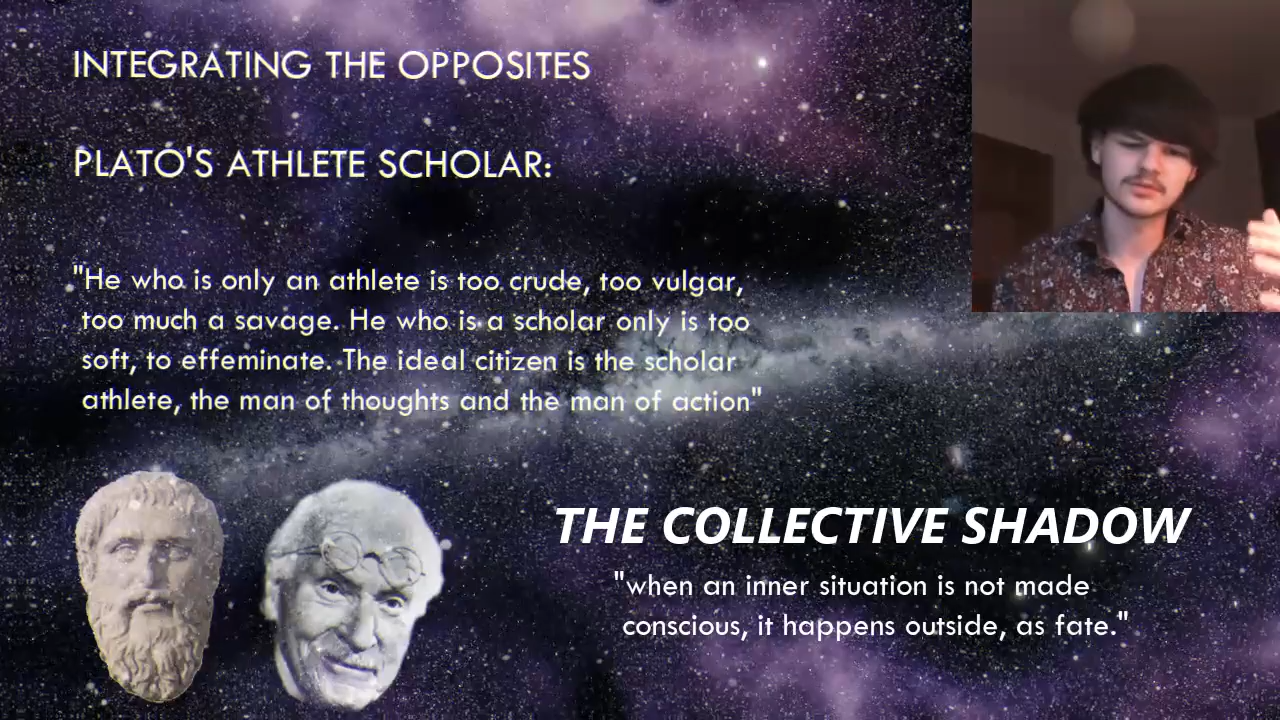 INTEGRATING THE OPPOSITES
PLATO'S ATHLETE SCHOLAR:
"He who is only an athlete is too crude, too vulgar,
too much a savage. He who is a scholar only is too
soft, to effeminate. The ideal citizen is the scholar
athlete, the man of thoughts and the man of action"
THE COLLECTIVE SHADOW
"when an inner situation is not made
conscious, it happens outside, as fate."